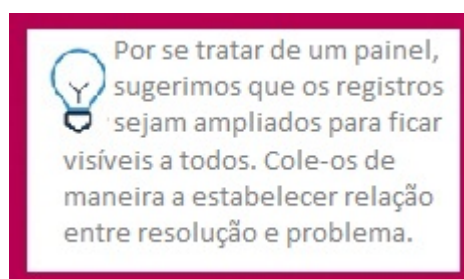 Por se tratar de um painel,
sugerimos que os registros
sejam ampliados para ficar
visíveis a todos. Cole-os de
maneira a estabelecer relação
entre resolução e problema.